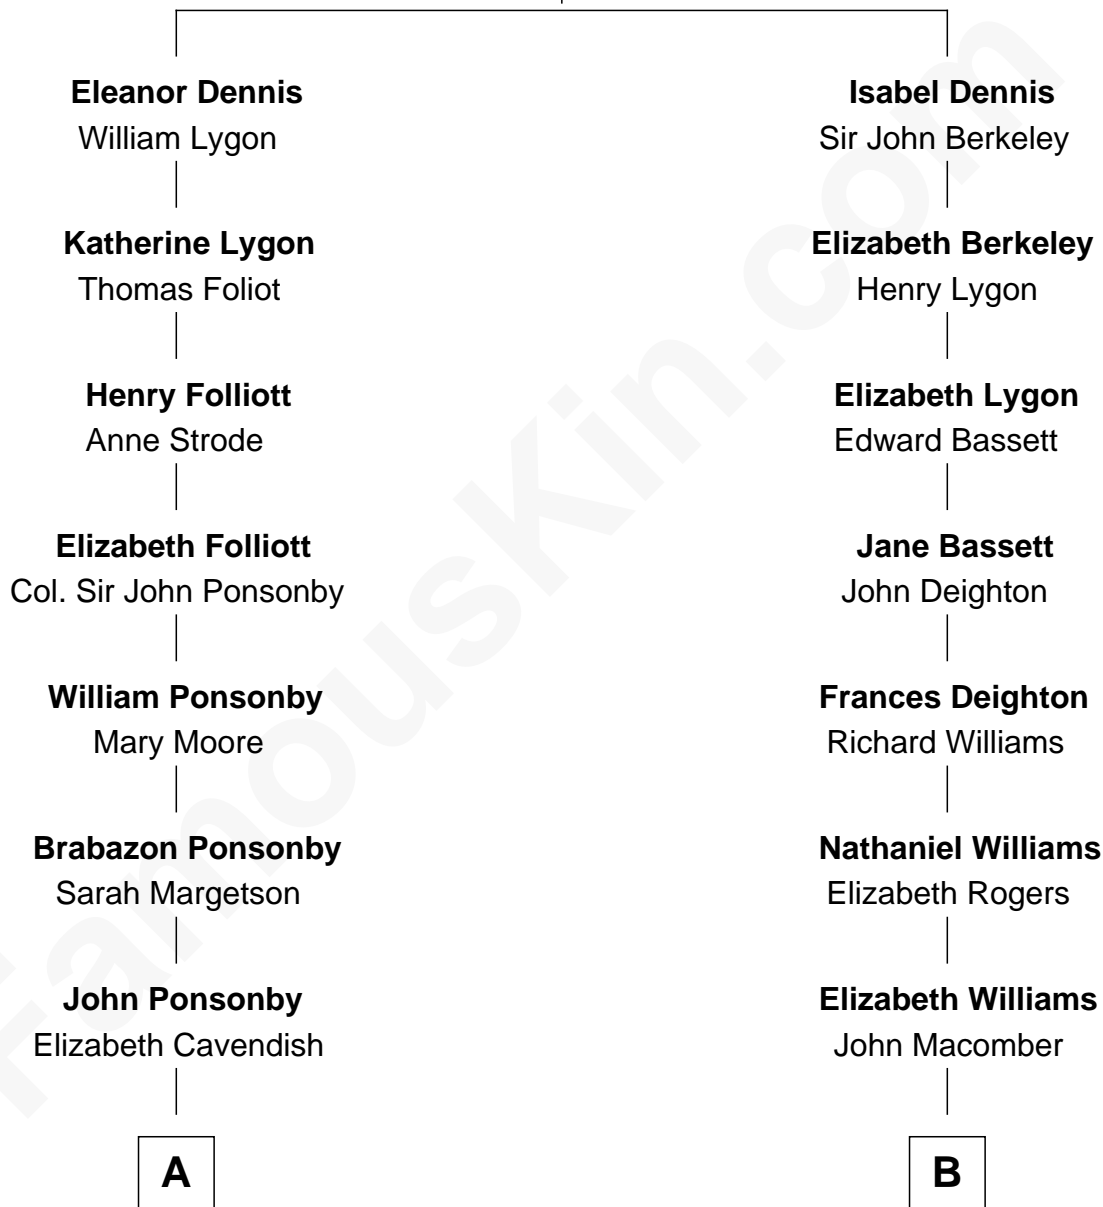 Eleanor Dennis
William Lygon
Katherine Lygon
Thomas Foliot
Henry Folliott
Anne Strode
Elizabeth Folliott
Col. Sir John Ponsonby
William Ponsonby
Mary Moore
Brabazon Ponsonby
Sarah Margetson
John Ponsonby
Elizabeth Cavendish
A
Isabel Dennis
Sir John Berkeley
Elizabeth Berkeley
Henry Lygon
Elizabeth Lygon
Edward Bassett
Jane Bassett
John Deighton
Frances Deighton
Richard Williams
Nathaniel Williams
Elizabeth Rogers
Elizabeth Williams
John Macomber
B
FamousKin.com